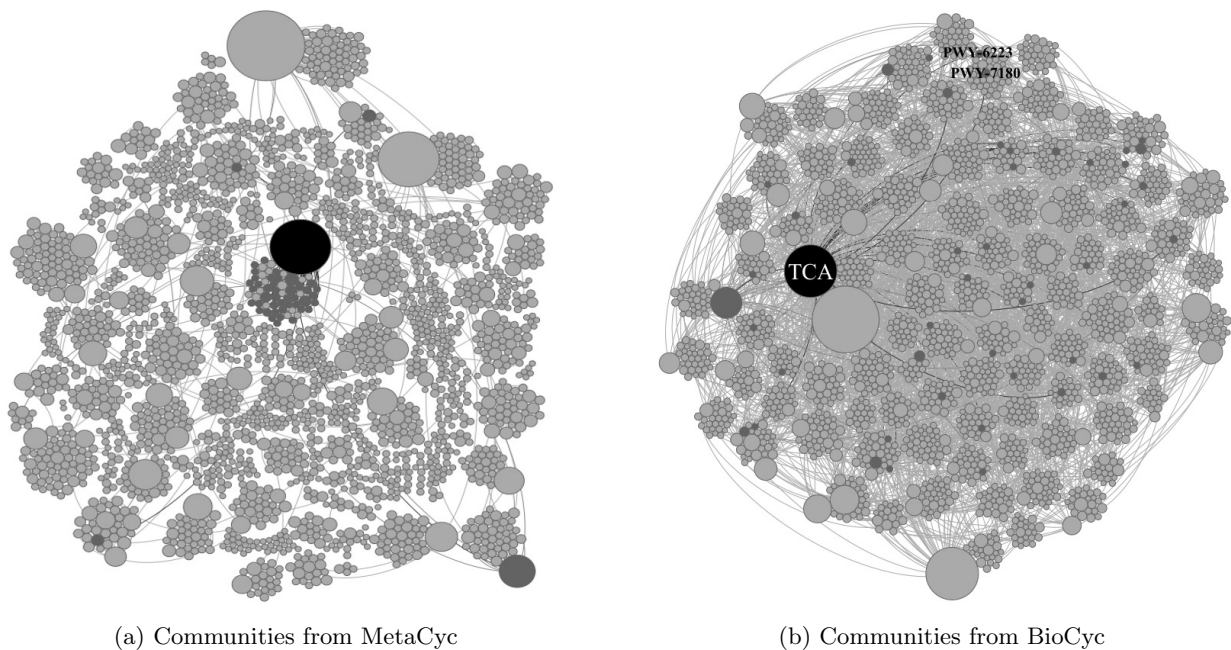 PWY-6223
PWY-7180
TCA
(a) Communities from MetaCyc
(b) Communities from BioCyc